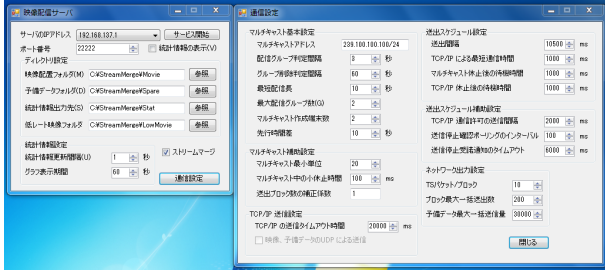 映像配信サーバ
サーバのIPアドレス 192.168.137.1 サービス開始
ポート番号 22222 統計情報の表示(V)
ディレクトリ設定
映像配置フォルダ(M) C:¥StreamMerge¥Movie 参照
予備データフォルダ(D) C:¥StreamMerge¥Spare 参照
統計情報出力先(S) C:¥StreamMerge¥Stat 参照
低レート映像フォルダ C:¥StreamMerge¥LowMovie 参照
統計情報設定
統計情報更新間隔(U) 1 秒 ストリームマージ
グラフ表示期間 60 秒 通信設定
通信設定
マルチキャスト基本設定
マルチキャストアドレス 239.100.100.100/24
配信グループ判定間隔 3 秒
グループ解放判定間隔 60 秒
最短配信長 10 秒
最大配信グループ数(G) 2
マルチキャスト作成端末数 2
先行時間差 10 秒
マルチキャスト補助設定
マルチキャスト最小単位 20
マルチキャスト中の小休止時間 100 ms
送出ブロック数の補正係数 1
TCP/IP 送信設定
TCP/IP の送信タイムアウト時間 20000 ms
映像、予備データのUDP による送信
送出スケジュール設定
送出間隔 10500 ms
TCP/IP による最短通信時間 1000 ms
マルチキャスト休止後の待機時間 1000 ms
TCP/IP 休止後の待機時間 1000 ms
送出スケジュール補助設定
TCP/IP 通信許可の送信間隔 2000 ms
送信停止確認ポーリングのインターバル 100 ms
送信停止受諾通知のタイムアウト 6000 ms
ネットワーク出力設定
TSパケット/ブロック 10
ブロック最大一括送出数 200
予備データ最大一括送信量 30000
閉じる